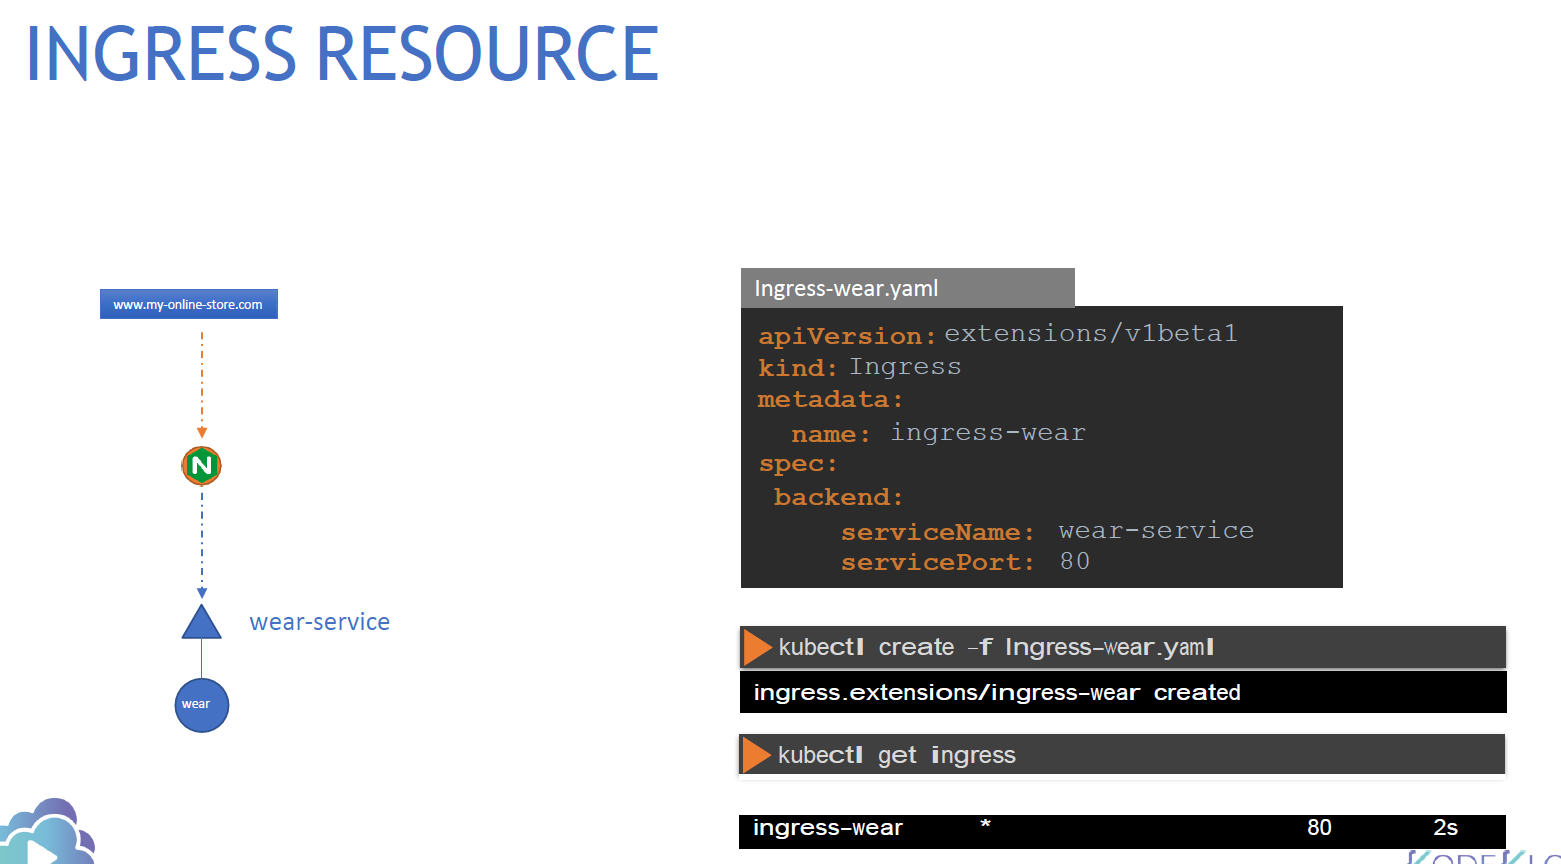 INGRESS RESOURCE
www.my-online-store.com
N
wear-service
wear
Ingress-wear.yaml
apiVersion: extensions/v1beta1
kind: Ingress
metadata:
name: ingress-wear
spec:
backend:
serviceName: wear-service
servicePort: 80
kubectl create –f Ingress-wear.yaml
ingress.extensions/ingress-wear created
kubectl get ingress
ingress-wear * 80 2s